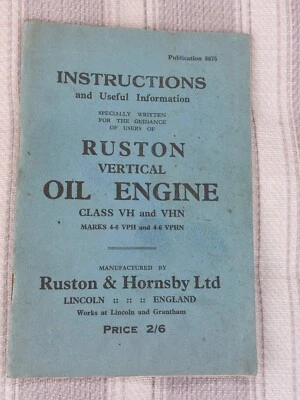 Publication 8675
INSTRUCTIONS
and Useful Information
SPECIALLY WRITTEN
FOR THE GUIDANCE
OF USERS OF
RUSTON
VERTICAL
OIL ENGINE
CLASS VH and VHN
MARKS 4-6 VPH and 4-6 VPHN
MANUFACTURED BY
Ruston & Hornsby Ltd
LINCOLN :: :: :: ENGLAND
Works at Lincoln and Grantham
PRICE 2/6